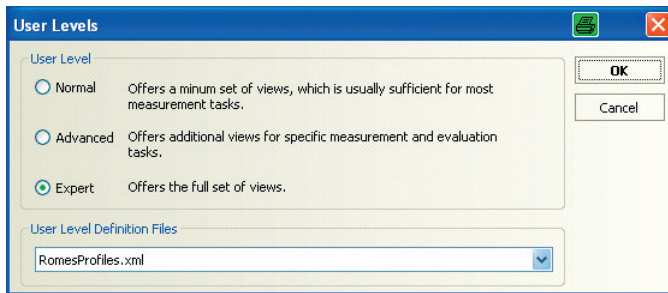 User Levels
User Level
OK
Normal Offers a minum set of views, which is usually sufficient for most
measurement tasks.
Cancel
Advanced Offers additional views for specific measurement and evaluation
tasks.
Expert Offers the full set of views.
User Level Definition Files
RomesProfiles.xml